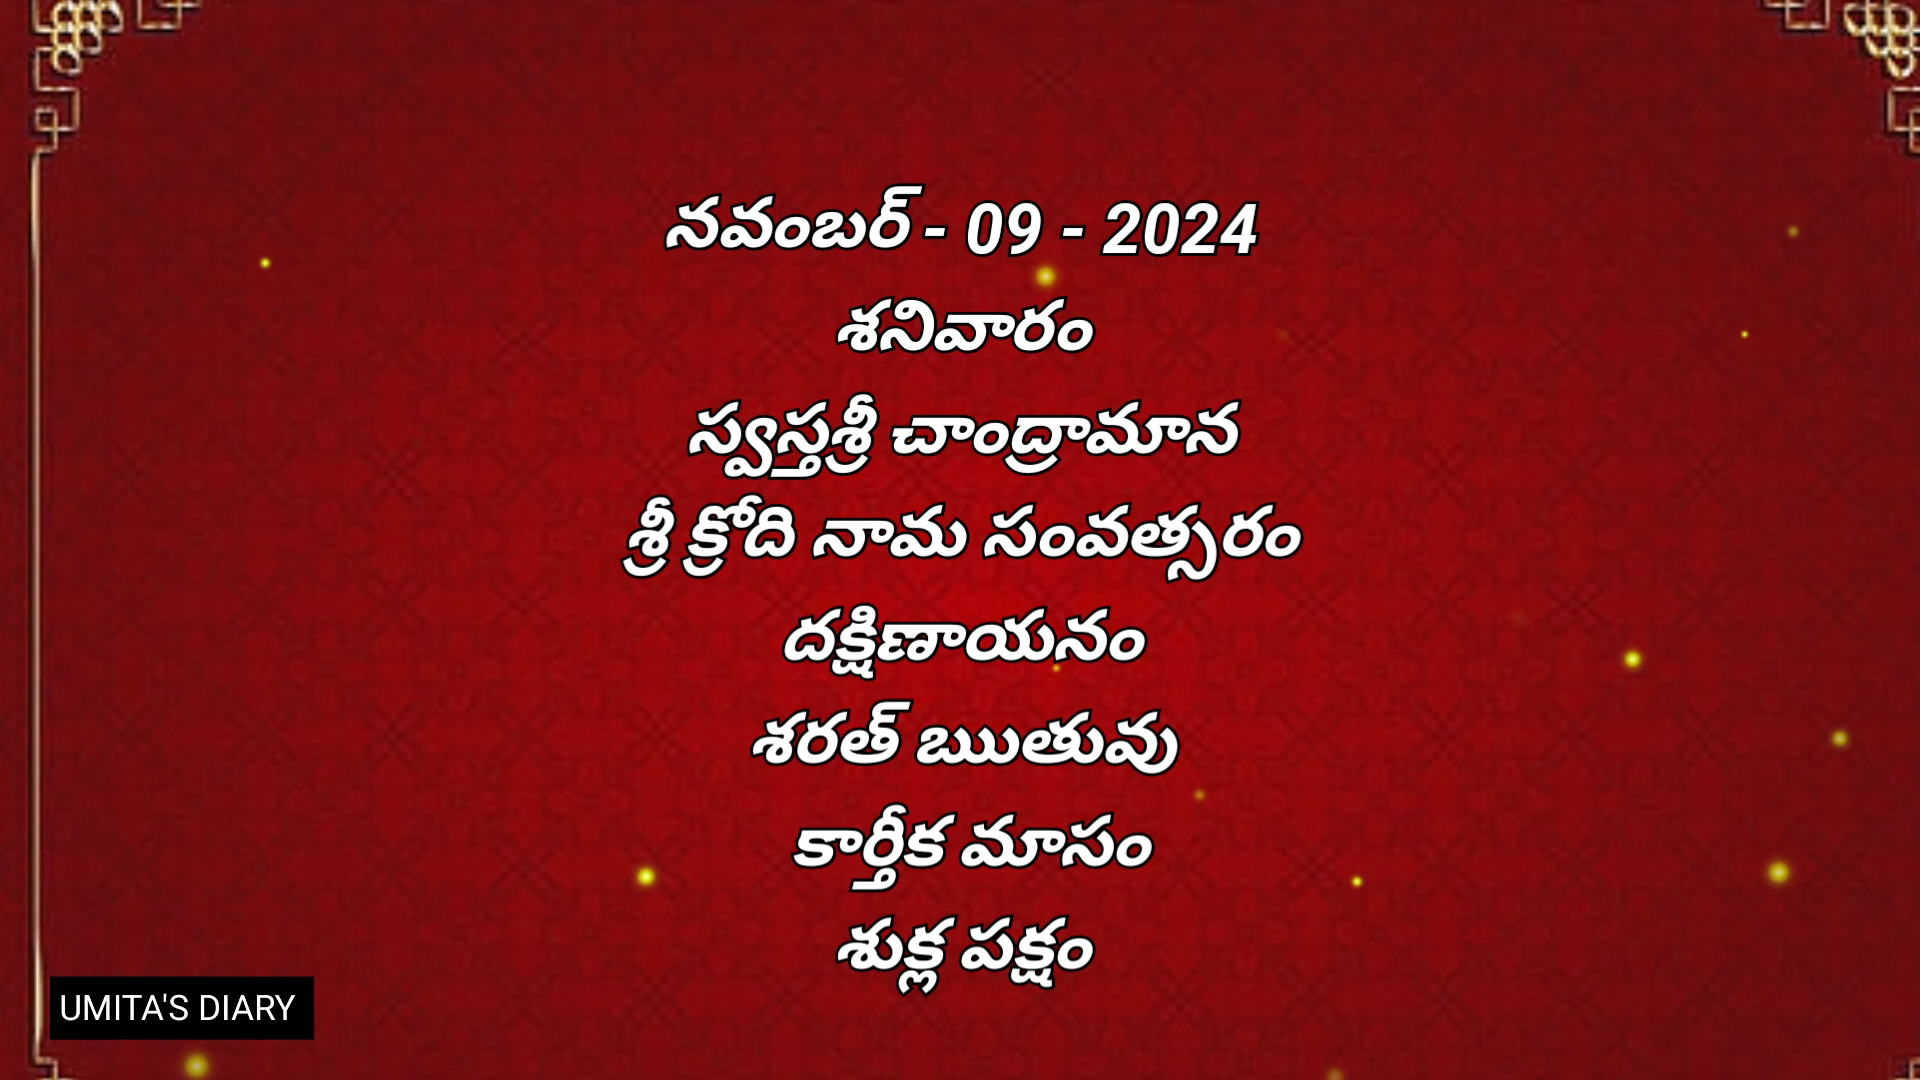 నవంబర్ - 09 - 2024
శనివారం
స్వస్తశ్రీ చాంద్రామాన
శ్రీ క్రోది నామ సంవత్సరం
దక్షిణాయనం
శరత్ ఋతువు
కార్తీక మాసం
శుక్ల పక్షం
UMITA'S DIARY